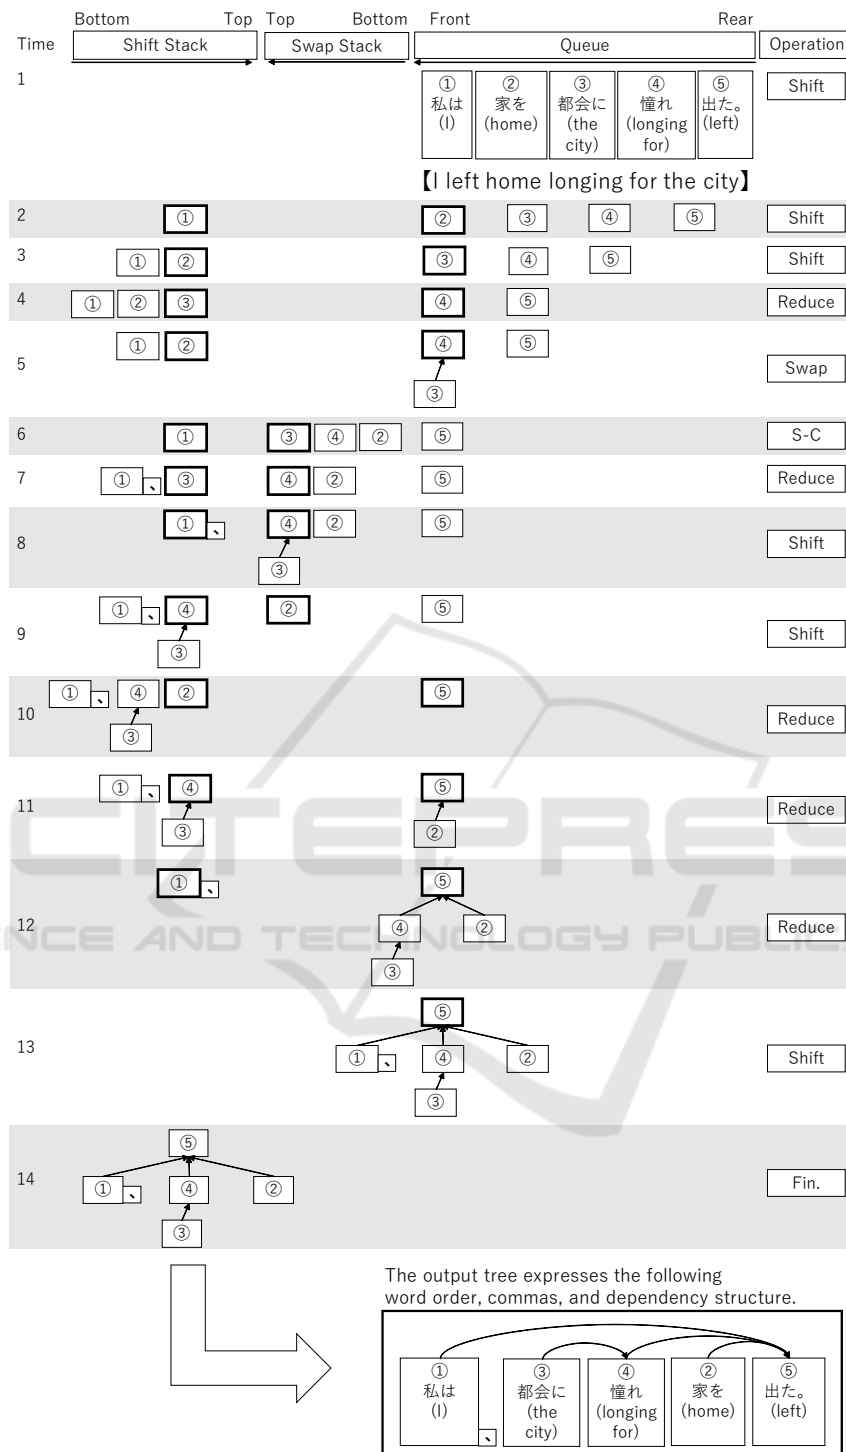 Bottom Top Top Bottom Front Rear
Time Shift Stack Swap Stack Queue Operation
1 ① ② ③ ④ ⑤ Shift
私は 家を 都会に 憧れ 出た。
(I) (home) (the (longing (left)
city) for)
【I left home longing for the city】
2 ① ② ③ ④ ⑤ Shift
3 ① ② ③ ④ ⑤ Shift
4 ① ② ③ ④ ⑤ Reduce
① ② ④ ⑤
5 Swap
③
6 ① ③ ④ ② ⑤ S-C
7 ① 、 ③ ④ ② ⑤ Reduce
① 、 ④ ② ⑤
8 Shift
③
① 、 ④ ② ⑤
9 Shift
③
① 、 ④ ② ⑤
10 Reduce
③
① 、 ④ ⑤
11 Reduce
③ ②
① 、 ⑤
12 ④ ② Reduce
③
⑤
13 ① 、 ④ ② Shift
③
⑤
14 ① 、 ④ ② Fin.
③
The output tree expresses the following
word order, commas, and dependency structure.
① ③ ④ ② ⑤
私は 都会に 憧れ 家を 出た。
(I) (the (longing (home) (left)
、 city) for)